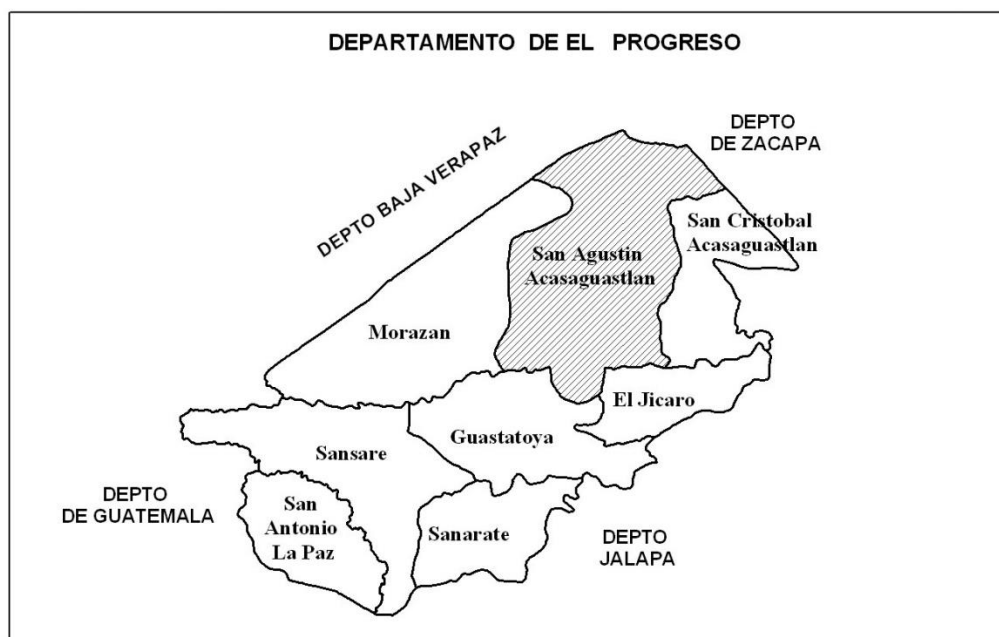 DEPARTAMENTO DE EL PROGRESO
DEPTO
DE ZACAPA
DEPTO BAJA VERAPAZ
San Cristobal
Acasaguastlan
San Agustin
Acasaguastlan
Morazan
El Jicaro
Guastatoya
Sansare
DEPTO
DE GUATEMALA
San
Antonio
La Paz
Sanarate
DEPTO
JALAPA